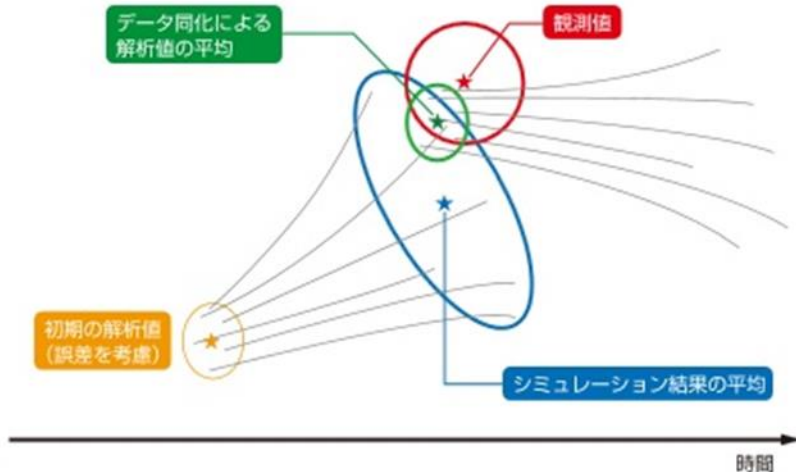 データ同化による
解析値の平均
観測値
初期の解析値
（誤差を考慮）
シミュレーション結果の平均
時間